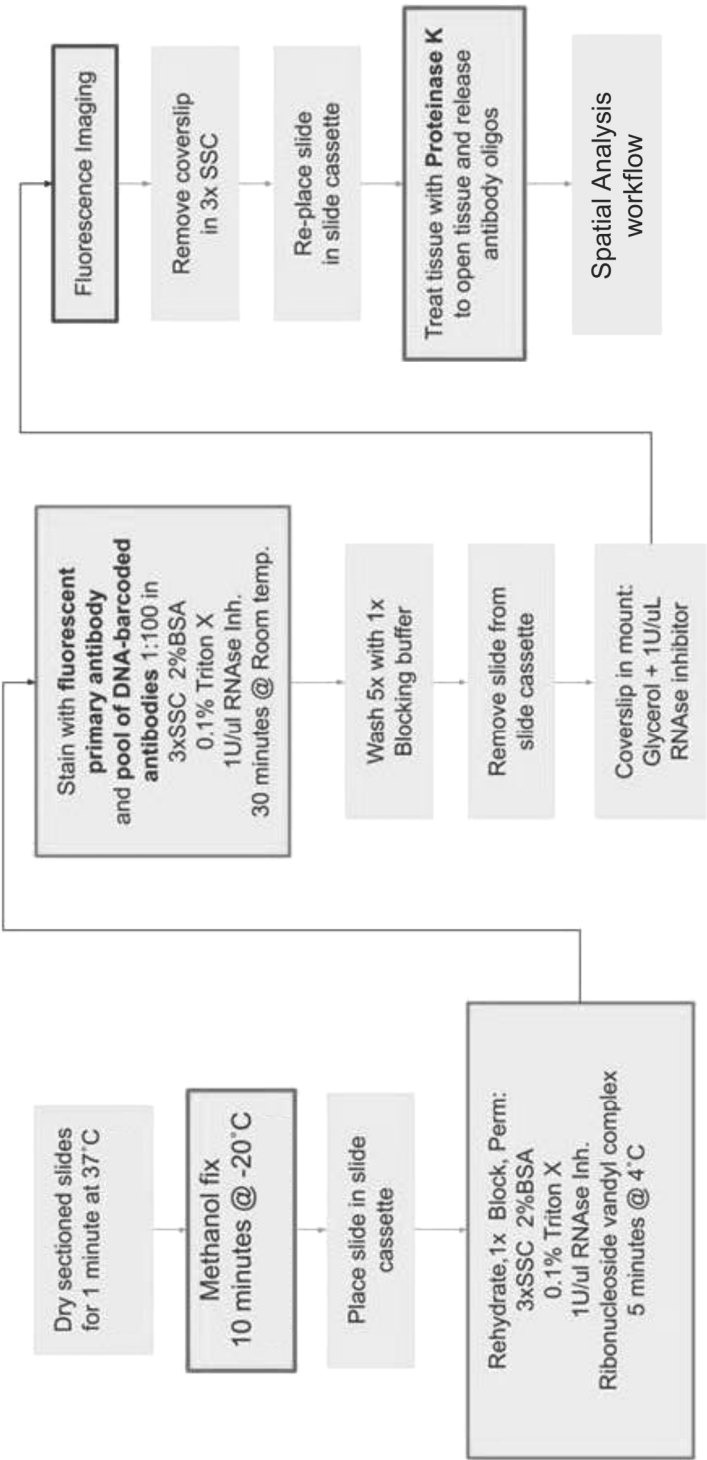 Dry sectioned slides
for 1 minute at 37˚C
Methanol fix
10 minutes @ -20˚C
Place slide in slide
cassette
Rehydrate,1x Block, Perm:
3xSSC 2%BSA
0.1% Triton X
1U/ul RNAse Inh.
Ribonucleoside vandyl complex
5 minutes @ 4˚C
Stain with fluorescent
primary antibody
and pool of DNA-barcoded
antibodies 1:100 in
3xSSC 2%BSA
0.1% Triton X
1U/ul RNAse Inh.
30 minutes @ Room temp.
Wash 5x with 1x
Blocking buffer
Remove slide from
slide cassette
Coverslip in mount:
Glycerol + 1U/uL
RNAse inhibitor
Fluorescence Imaging
Remove coverslip
in 3x SSC
Re-place slide
in slide cassette
Treat tissue with Proteinase K
to open tissue and release
antibody oligos
Spatial Analysis
workflow